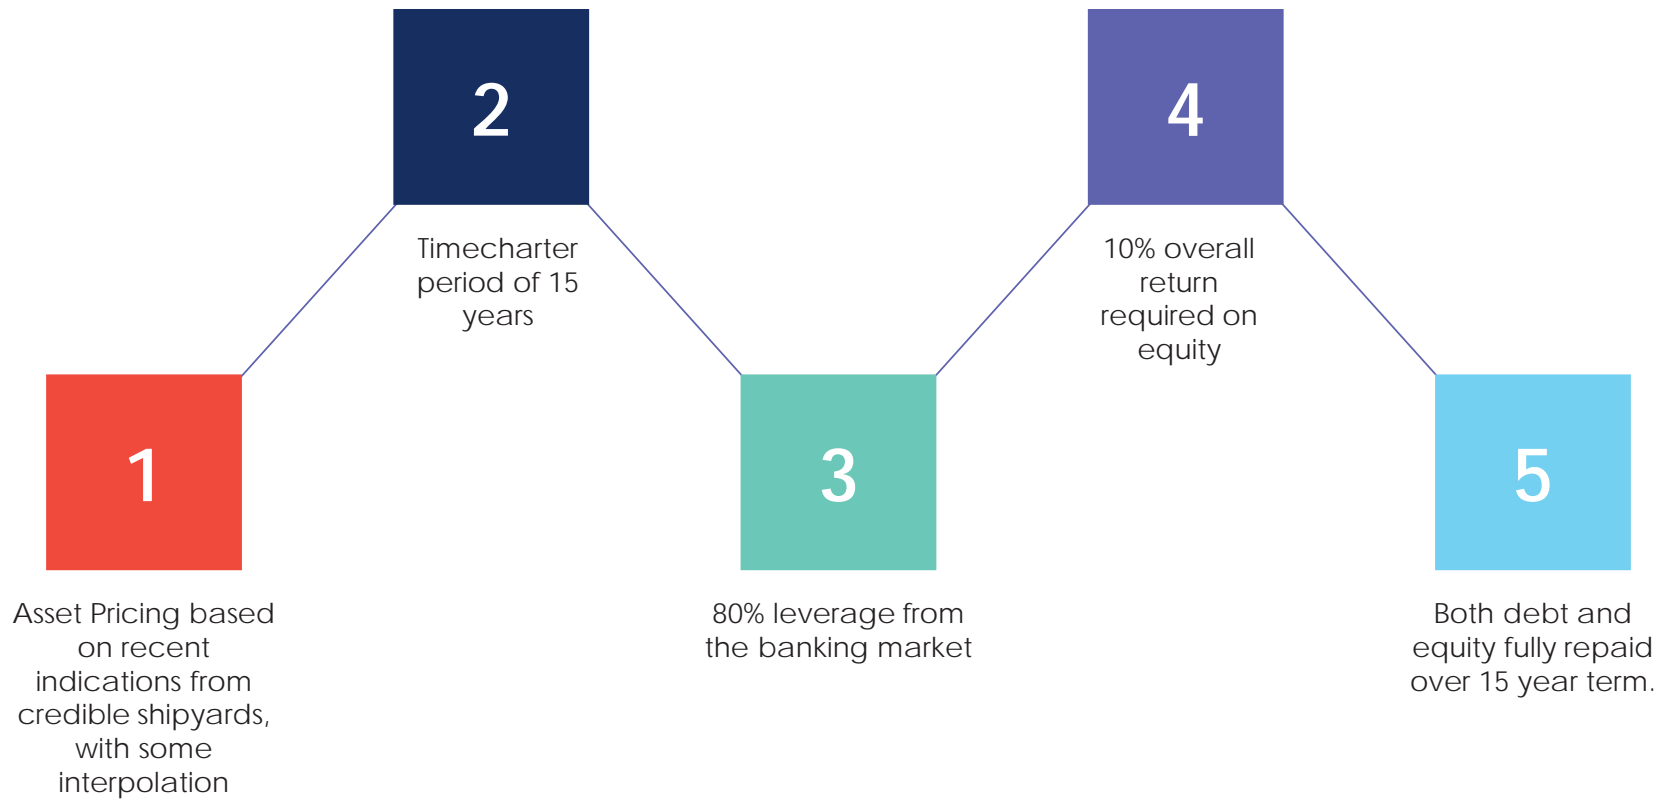 1
Asset Pricing based
on recent
indications from
credible shipyards,
with some
interpolation
2
Timecharter
period of 15
years
3
80% leverage from
the banking market
4
10% overall
return
required on
equity
5
Both debt and
equity fully repaid
over 15 year term.